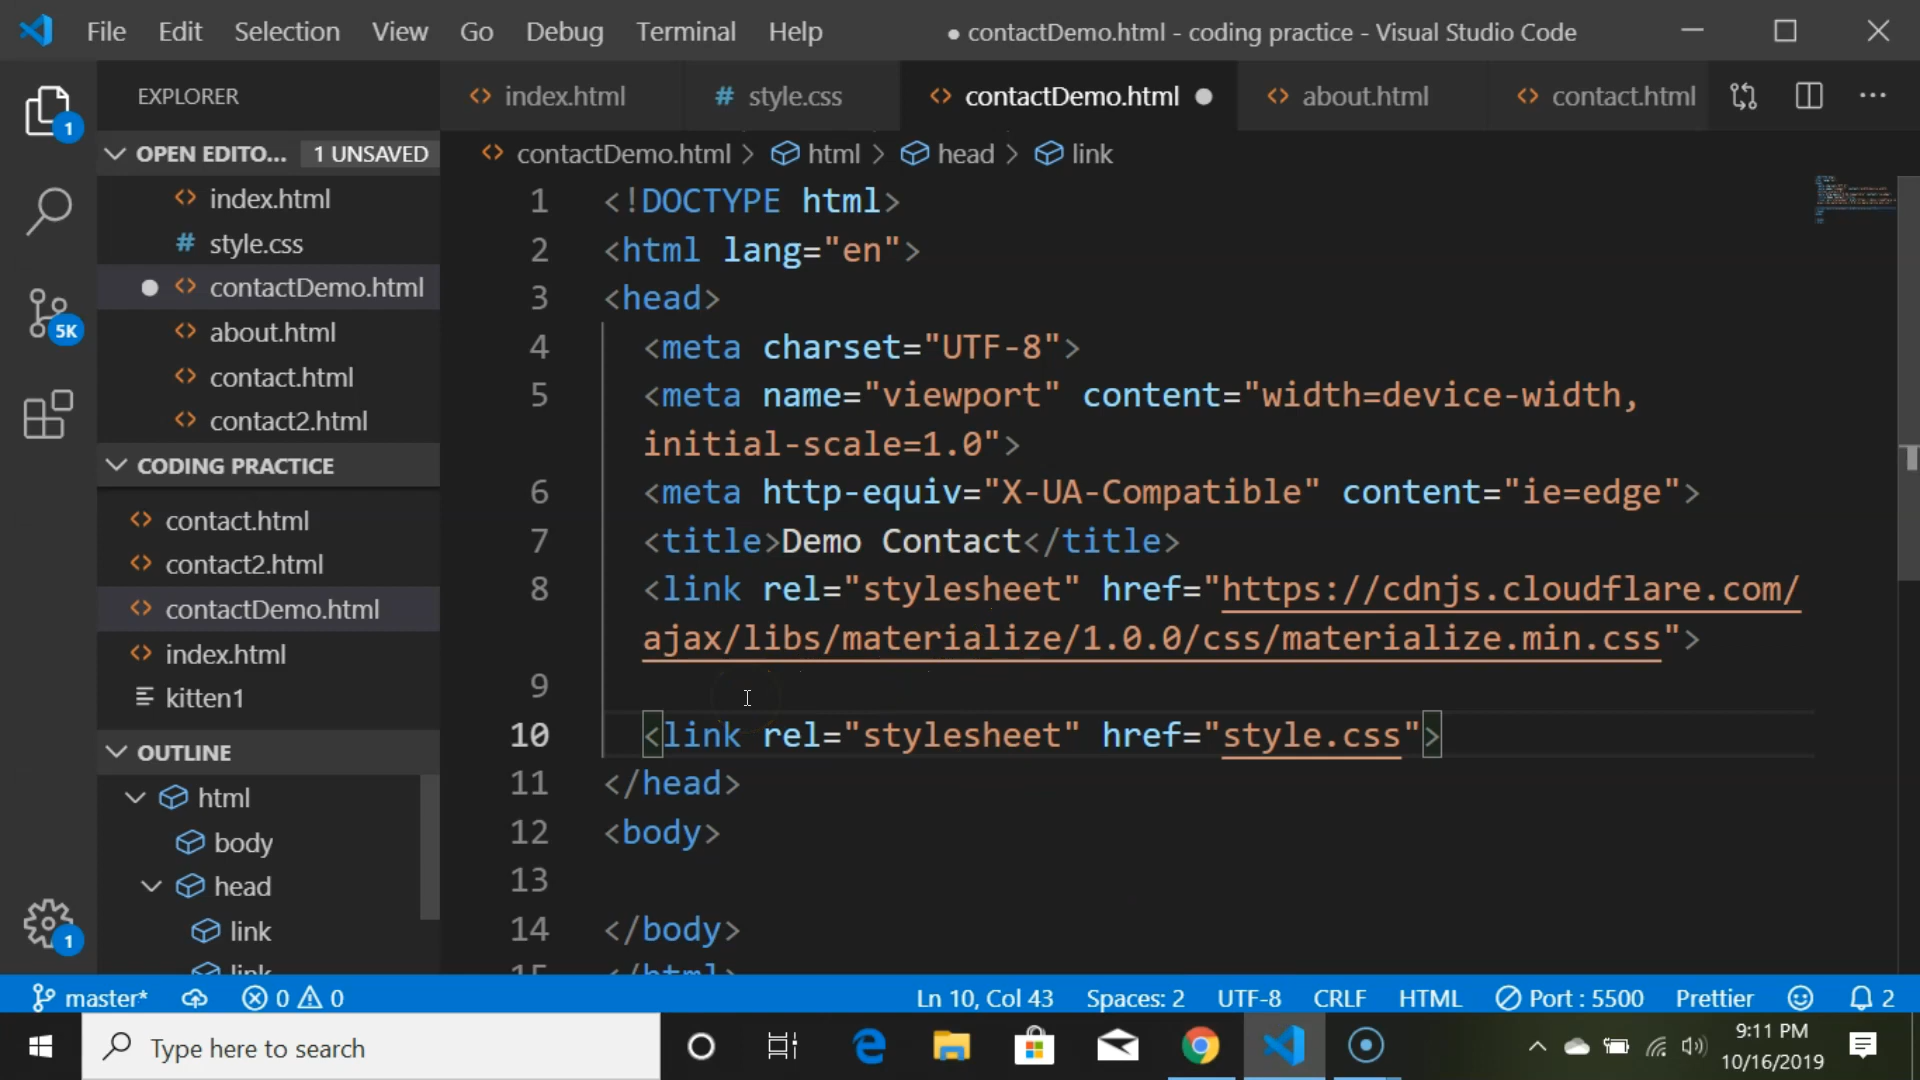 File Edit Selection View Go Debug Terminal Help
● contactDemo.html - coding practice - Visual Studio Code
EXPLORER
index.html
# style.css
contactDemo.html
about.html
contact.html
1
OPEN EDITO... 1 UNSAVED
index.html
# style.css
contactDemo.html
about.html
contact.html
contact2.html
5K
CODING PRACTICE
contact.html
contact2.html
contactDemo.html
index.html
kitten1
OUTLINE
html
body
head
link
link
1
contactDemo.html > html > head > link
1 <!DOCTYPE html>
2 <html lang="en">
3 <head>
4 <meta charset="UTF-8">
5 <meta name="viewport" content="width=device-width,
initial-scale=1.0">
6 <meta http-equiv="X-UA-Compatible" content="ie=edge">
7 <title>Demo Contact</title>
8 <link rel="stylesheet" href="https://cdnjs.cloudflare.com/
ajax/libs/materialize/1.0.0/css/materialize.min.css">
9
10 <link rel="stylesheet" href="style.css">
11 </head>
12 <body>
13
14 </body>
15 </html>
master* 0 0 Ln 10, Col 43 Spaces: 2 UTF-8 CRLF HTML Port : 5500 Prettier 2
Type here to search
9:11 PM
10/16/2019